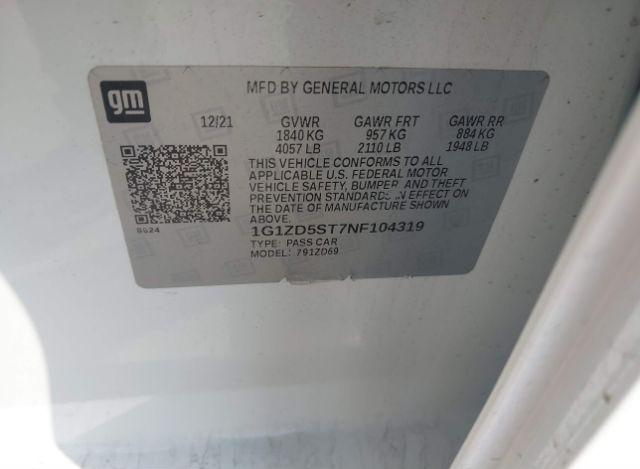 gm
MFD BY GENERAL MOTORS LLC
12/21 GVWR GAWR FRT GAWR RR
1840 KG 957 KG 884 KG
4057 LB 2110 LB 1948 LB
THIS VEHICLE CONFORMS TO ALL
APPLICABLE U.S. FEDERAL MOTOR
VEHICLE SAFETY, BUMPER AND THEFT
PREVENTION STANDARDS IN EFFECT ON
THE DATE OF MANUFACTURE SHOWN
ABOVE.
8624
1G1ZD5ST7NF104319
TYPE: PASS CAR
MODEL: 791ZD69